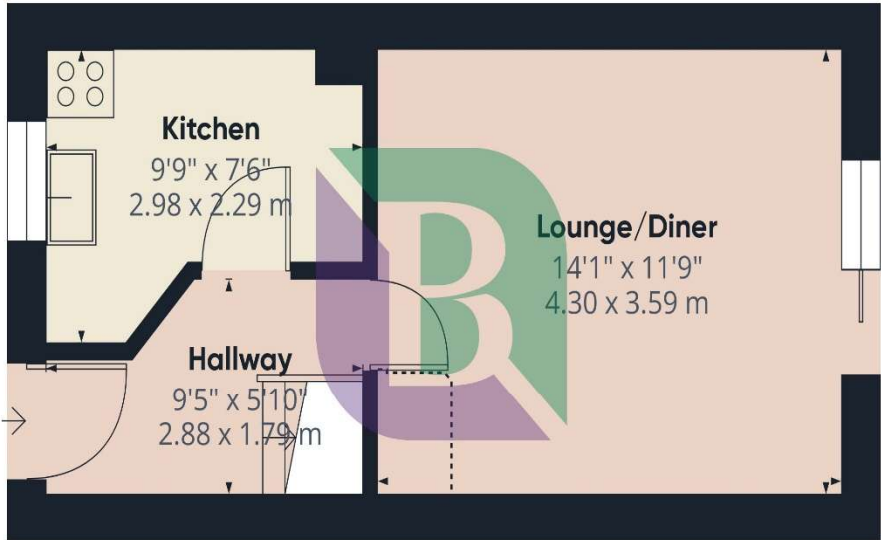 Kitchen
9'9" x 7'6"
2.98 x 2.29 m
Lounge/Diner
14'1" x 11'9"
4.30 x 3.59 m
B
Hallway
9'5" x 5'10"
2.88 x 1.79 m